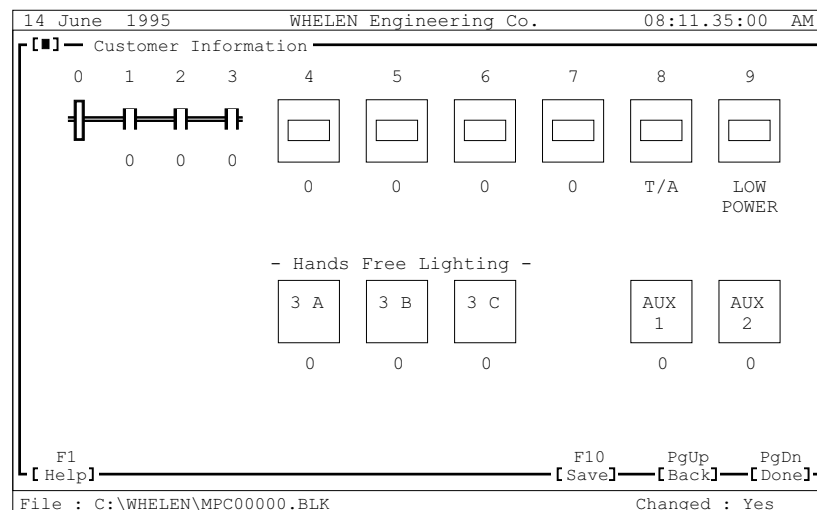 14 June 1995 WHELEN Engineering Co. 08:11.35:00 AM
[■] Customer Information
0 1 2 3 4 5 6 7 8 9
0 0 0
0 0 0 0 T/A LOW
POWER
- Hands Free Lighting -
3 A 3 B 3 C AUX AUX
1 2
0 0 0 0 0
F1 F10 PgUp PgDn
[Help] [Save] [Back] [Done]
File : C:\WHELEN\MPC00000.BLK Changed : Yes